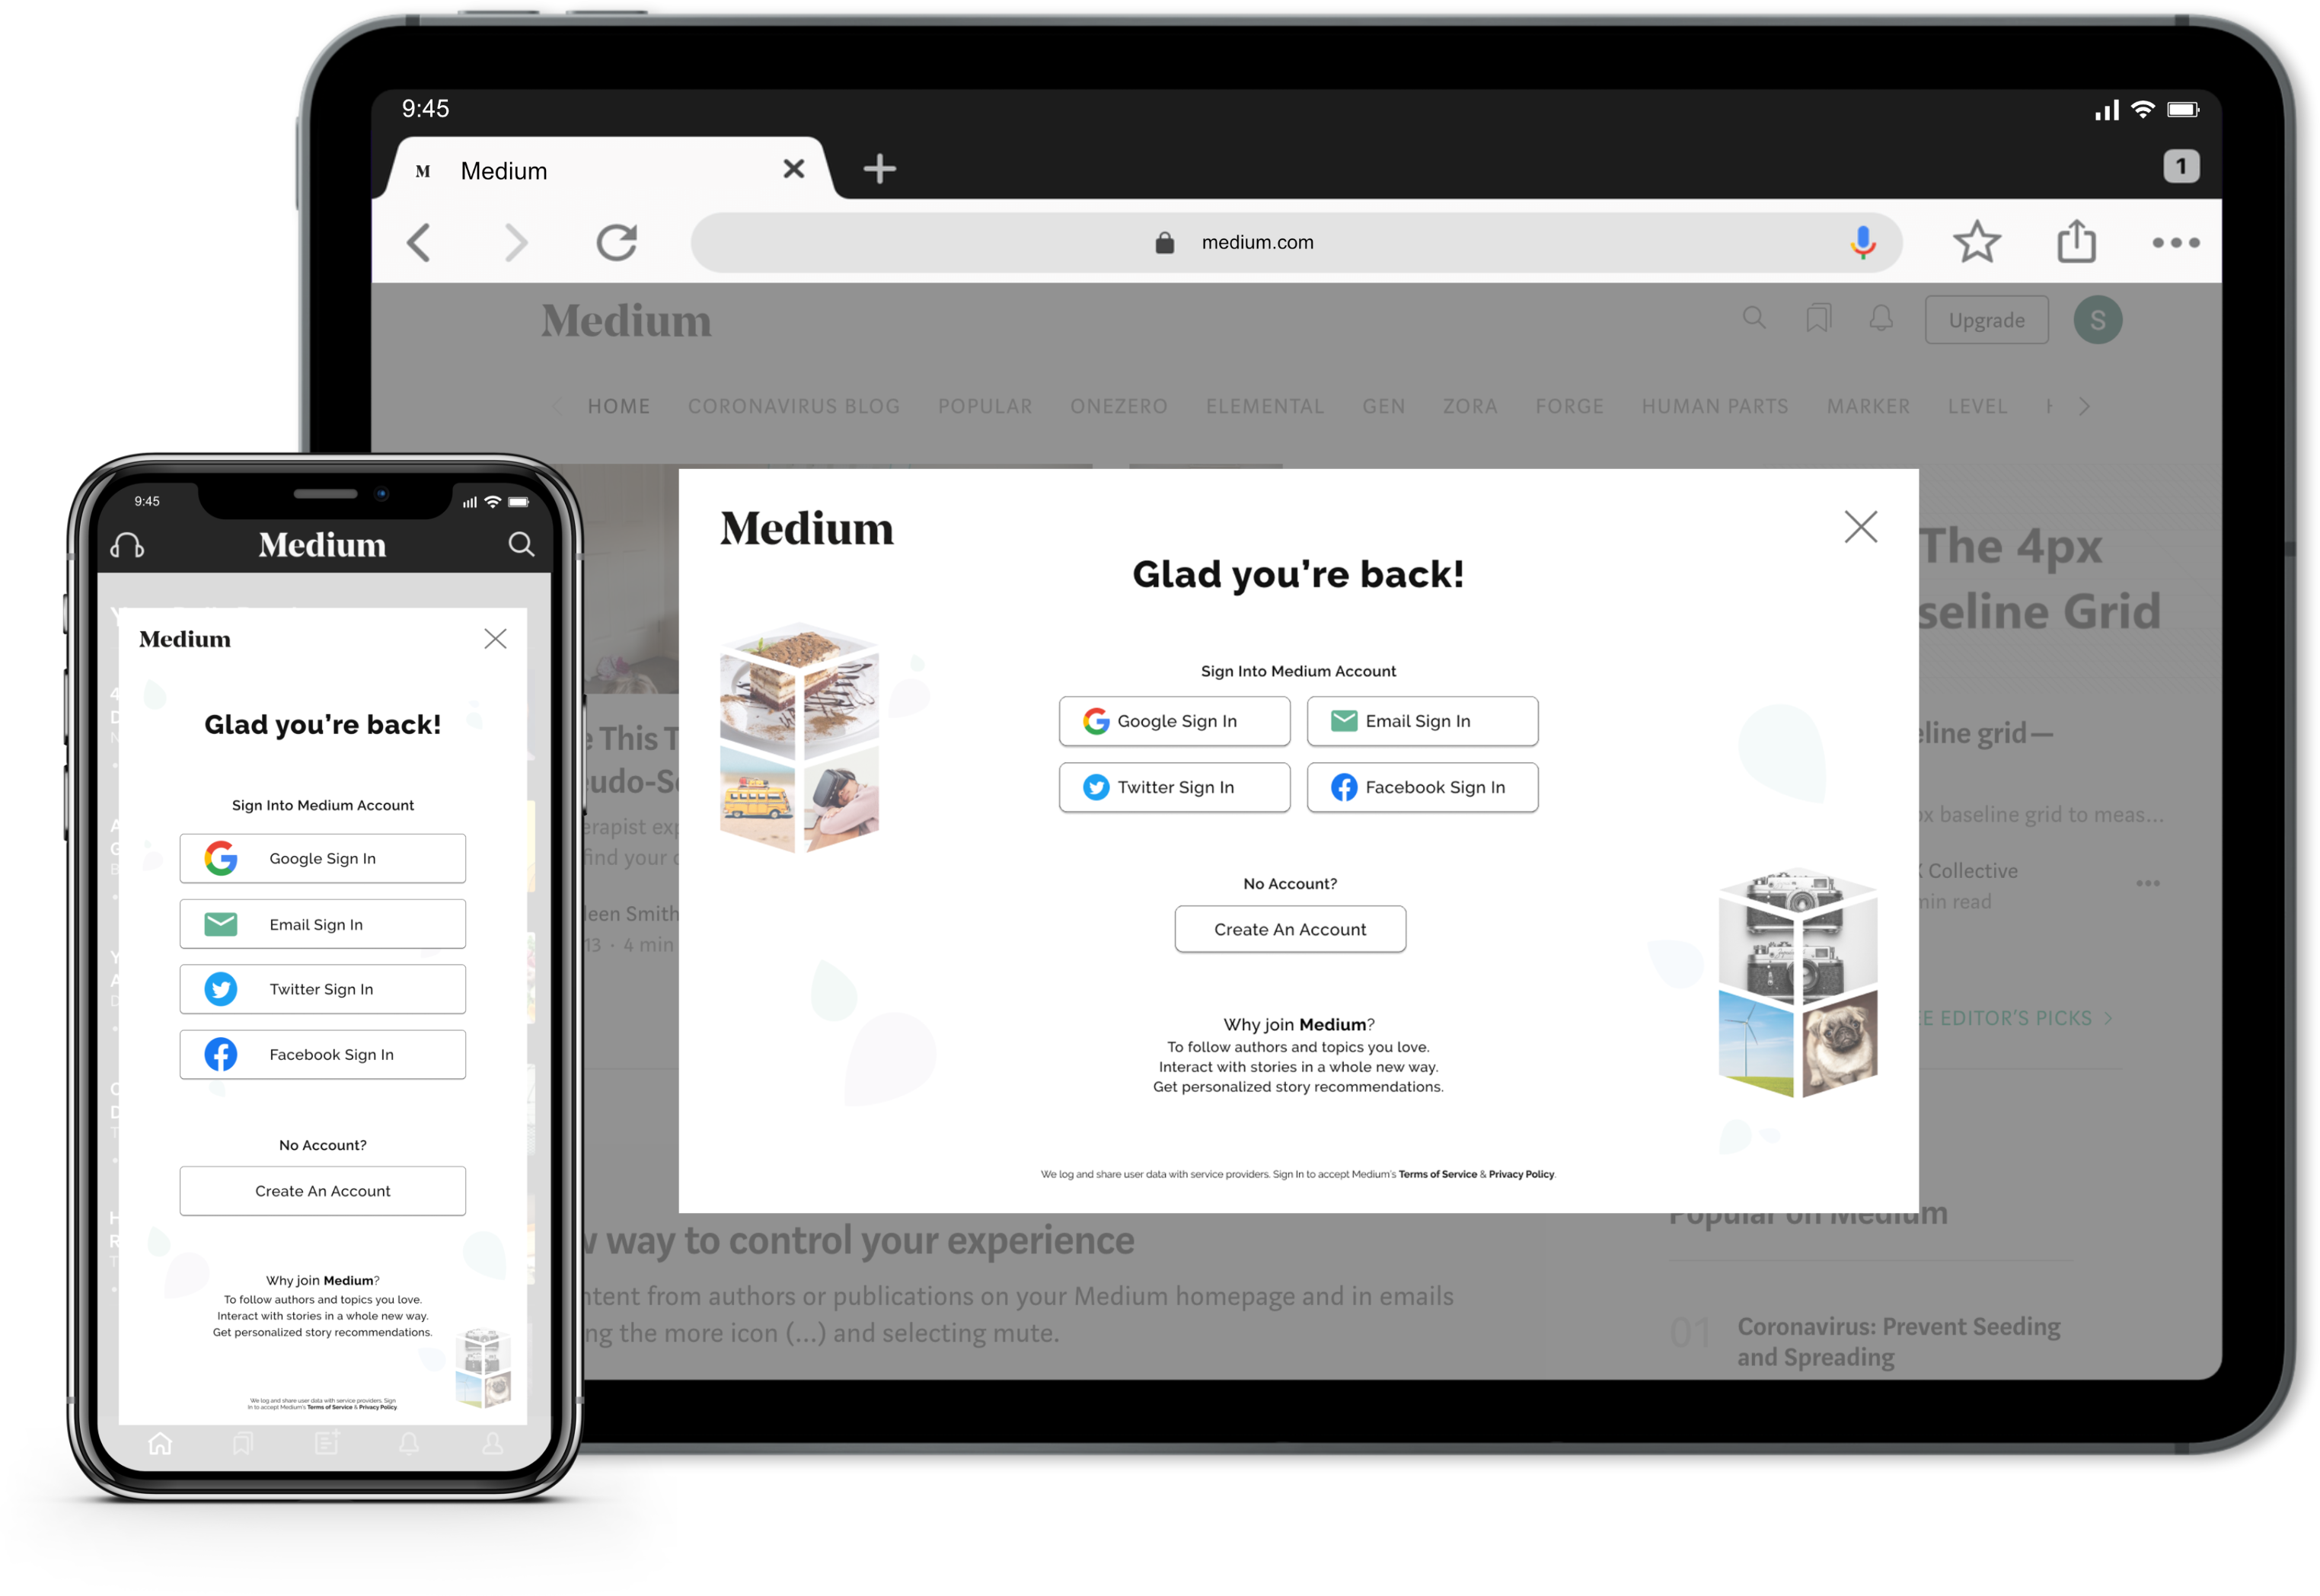 9:45
M Medium
1
medium.com
Medium
Upgrade
S
HOME CORONAVIRUS BLOG POPULAR ONEZERO ELEMENTAL GEN ZORA FORGE HUMAN PARTS MARKER LEVEL
Medium
Glad you're back!
Sign Into Medium Account
Google Sign In
Email Sign In
Twitter Sign In
Facebook Sign In
No Account?
Create An Account
Why join Medium?
To follow authors and topics you love.
Interact with stories in a whole new way.
Get personalized story recommendations.
We log and share user data with service providers. Sign In to accept Medium's Terms of Service & Privacy Policy.
The 4px
seline Grid
eline grid—
px baseline grid to meas...
Collective
min read
EDITOR'S PICKS
This T
udo-S
erapist exp
find your
leen Smith
13 · 4 min
way to control your experience
ntent from authors or publications on your Medium homepage and in emails
ng the more icon (...) and selecting mute.
Popular on Medium
01 Coronavirus: Prevent Seeding
and Spreading
9:45
Medium
Medium
Glad you're back!
Sign Into Medium Account
Google Sign In
Email Sign In
Twitter Sign In
Facebook Sign In
No Account?
Create An Account
Why join Medium?
To follow authors and topics you love.
Interact with stories in a whole new way.
Get personalized story recommendations.
We log and share user data with service providers. Sign
In to accept Medium's Terms of Service & Privacy Policy